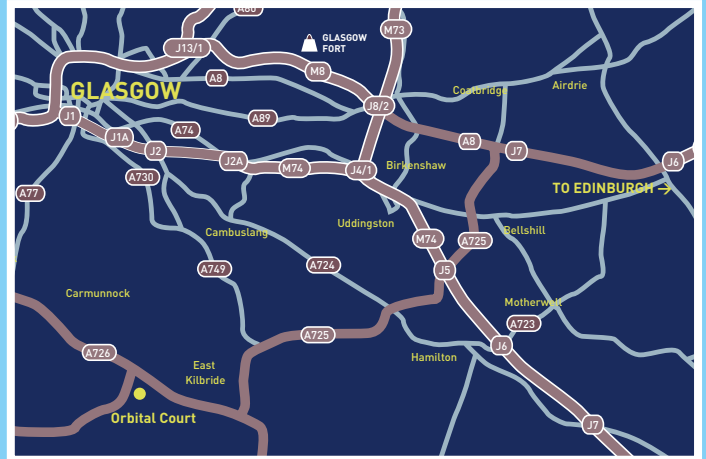 A80
M73
J13/1
GLASGOW
FORT
M8
A8
GLASGOW
Coatbridge
Airdrie
J8/2
J1
A89
A74
J1A
J2
A8
J7
J2A
J6
M74
J4/1
Birkenshaw
A730
A77
TO EDINBURGH →
Uddingston
Cambuslang
Bellshill
M74
A725
A749
A724
J5
Carmunnock
Motherwell
A723
A725
J6
A726
Hamilton
East
Kilbride
Orbital Court
J7